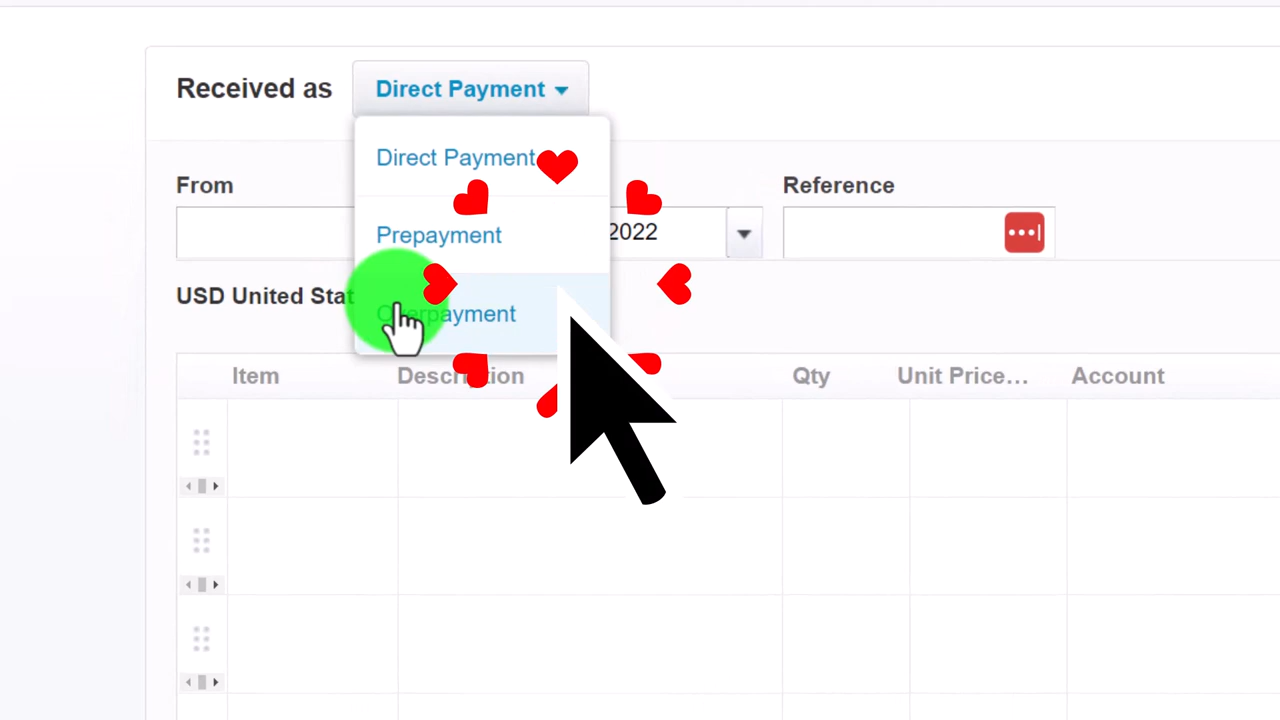 Received as Direct Payment
Direct Payment
From Reference
Prepayment
2022
USD United Stat
Overpayment
Item Description Qty Unit Price... Account